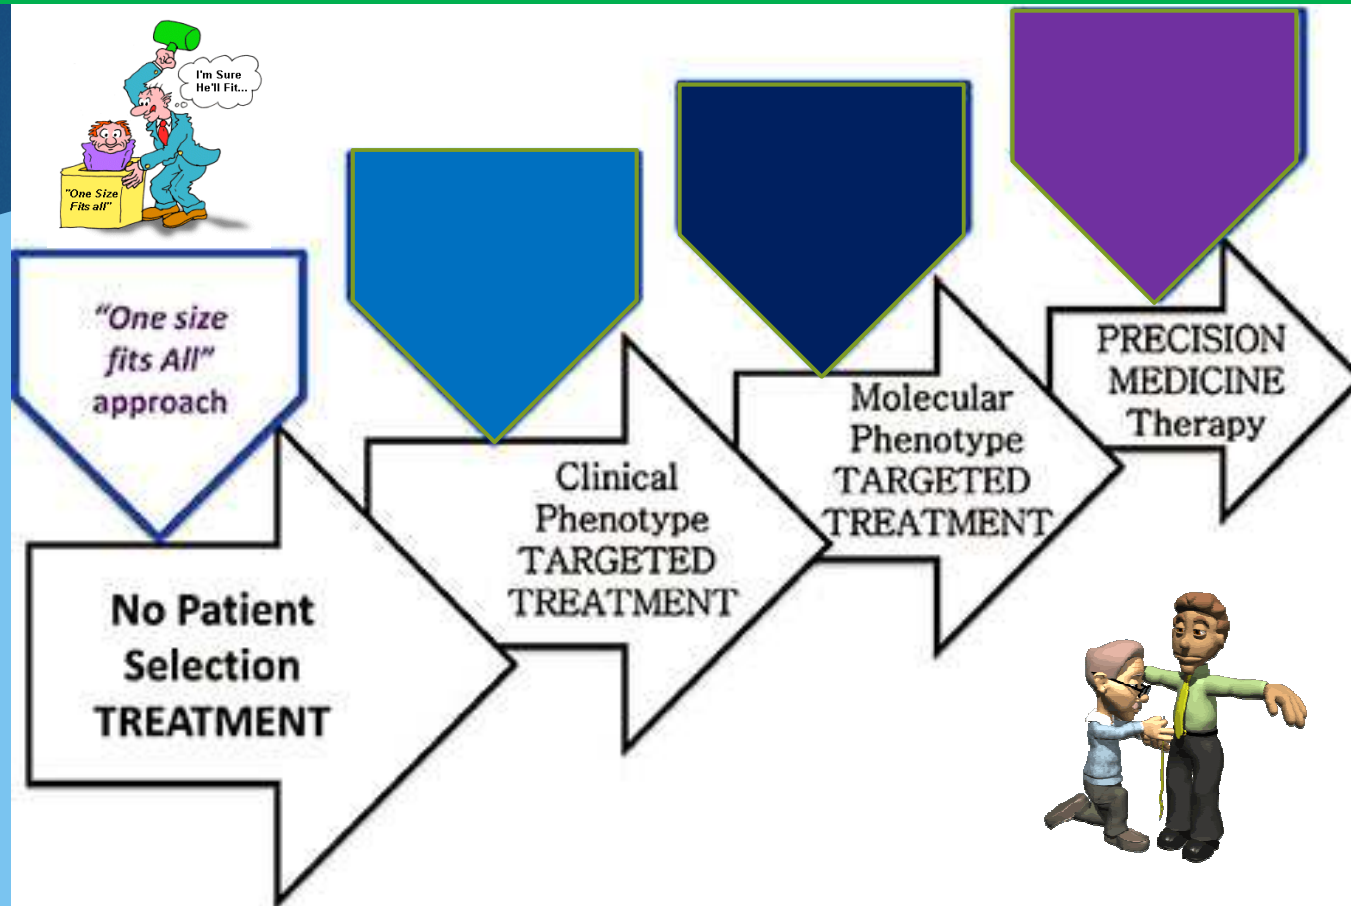 I'm Sure
He'll Fit...
"One Size
Fits all"
"One size
fits All"
approach
No Patient
Selection
TREATMENT
Clinical
Phenotype
TARGETED
TREATMENT
Molecular
Phenotype
TARGETED
TREATMENT
PRECISION
MEDICINE
Therapy